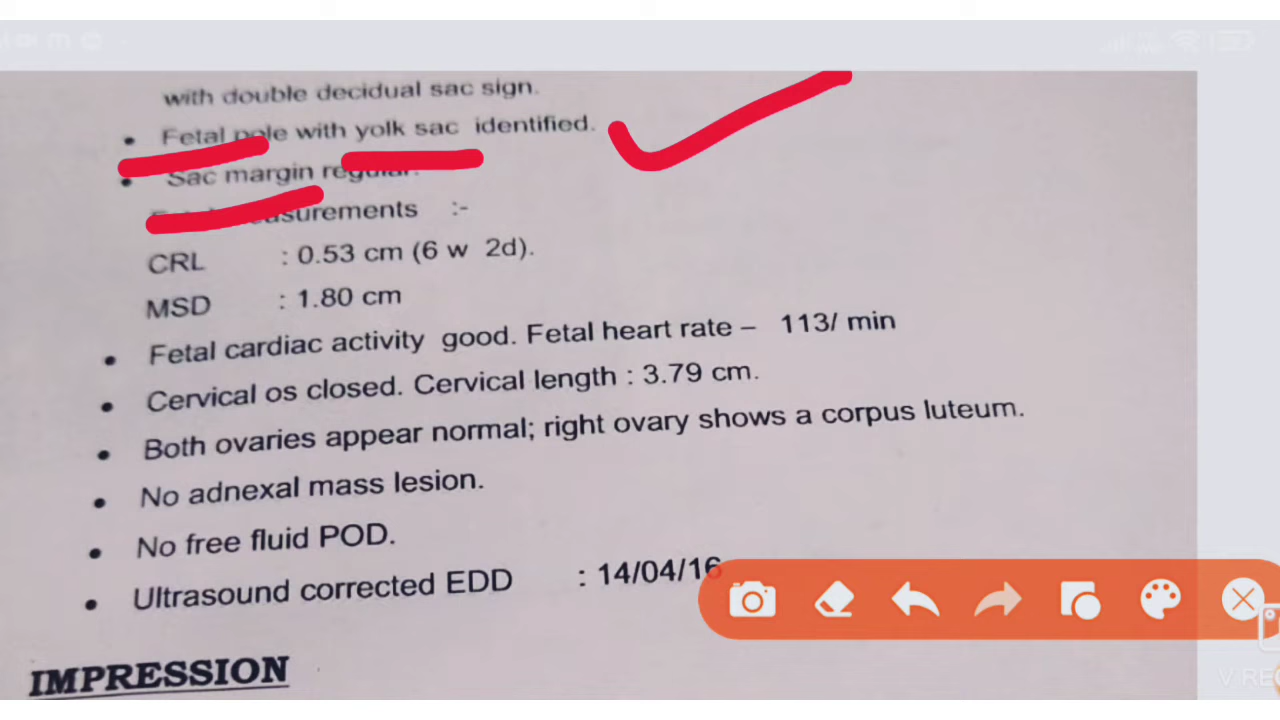 with double decidual sac sign.
• Fetal pole with yolk sac identified.
• Sac margin regular.
measurements :-
CRL : 0.53 cm (6 w 2d).
MSD : 1.80 cm
• Fetal cardiac activity good. Fetal heart rate – 113/ min
• Cervical os closed. Cervical length : 3.79 cm.
• Both ovaries appear normal; right ovary shows a corpus luteum.
• No adnexal mass lesion.
• No free fluid POD.
• Ultrasound corrected EDD : 14/04/16
IMPRESSION